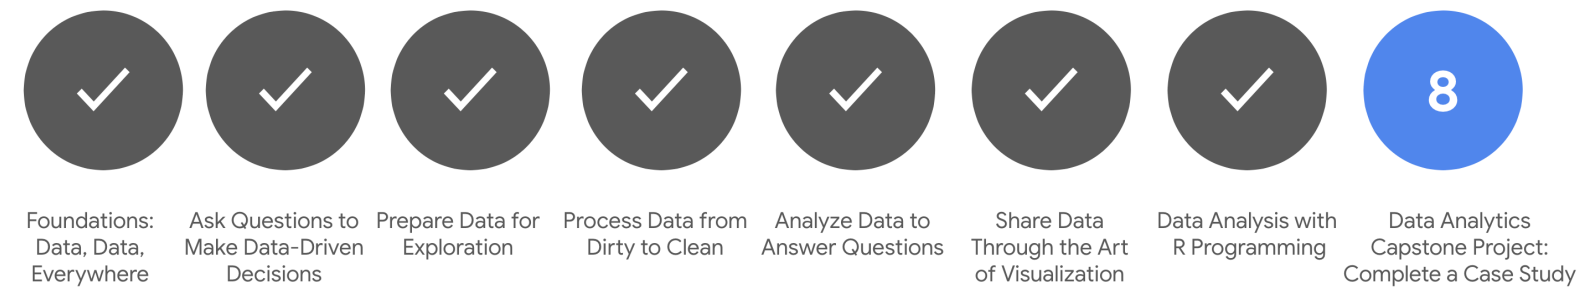 8
Foundations:
Data, Data,
Everywhere
Ask Questions to
Make Data-Driven
Decisions
Prepare Data for
Exploration
Process Data from
Dirty to Clean
Analyze Data to
Answer Questions
Share Data
Through the Art
of Visualization
Data Analysis with
R Programming
Data Analytics
Capstone Project:
Complete a Case Study